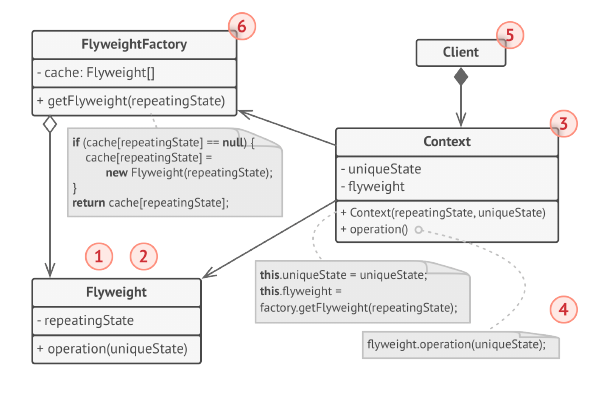 6
FlyweightFactory
- cache: Flyweight[]
+ getFlyweight(repeatingState)
if (cache[repeatingState] == null) {
cache[repeatingState] =
new Flyweight(repeatingState);
}
return cache[repeatingState];
5
Client
3
Context
- uniqueState
- flyweight
+ Context(repeatingState, uniqueState)
+ operation()
this.uniqueState = uniqueState;
this.flyweight =
factory.getFlyweight(repeatingState);
4
flyweight.operation(uniqueState);
1
2
Flyweight
- repeatingState
+ operation(uniqueState)